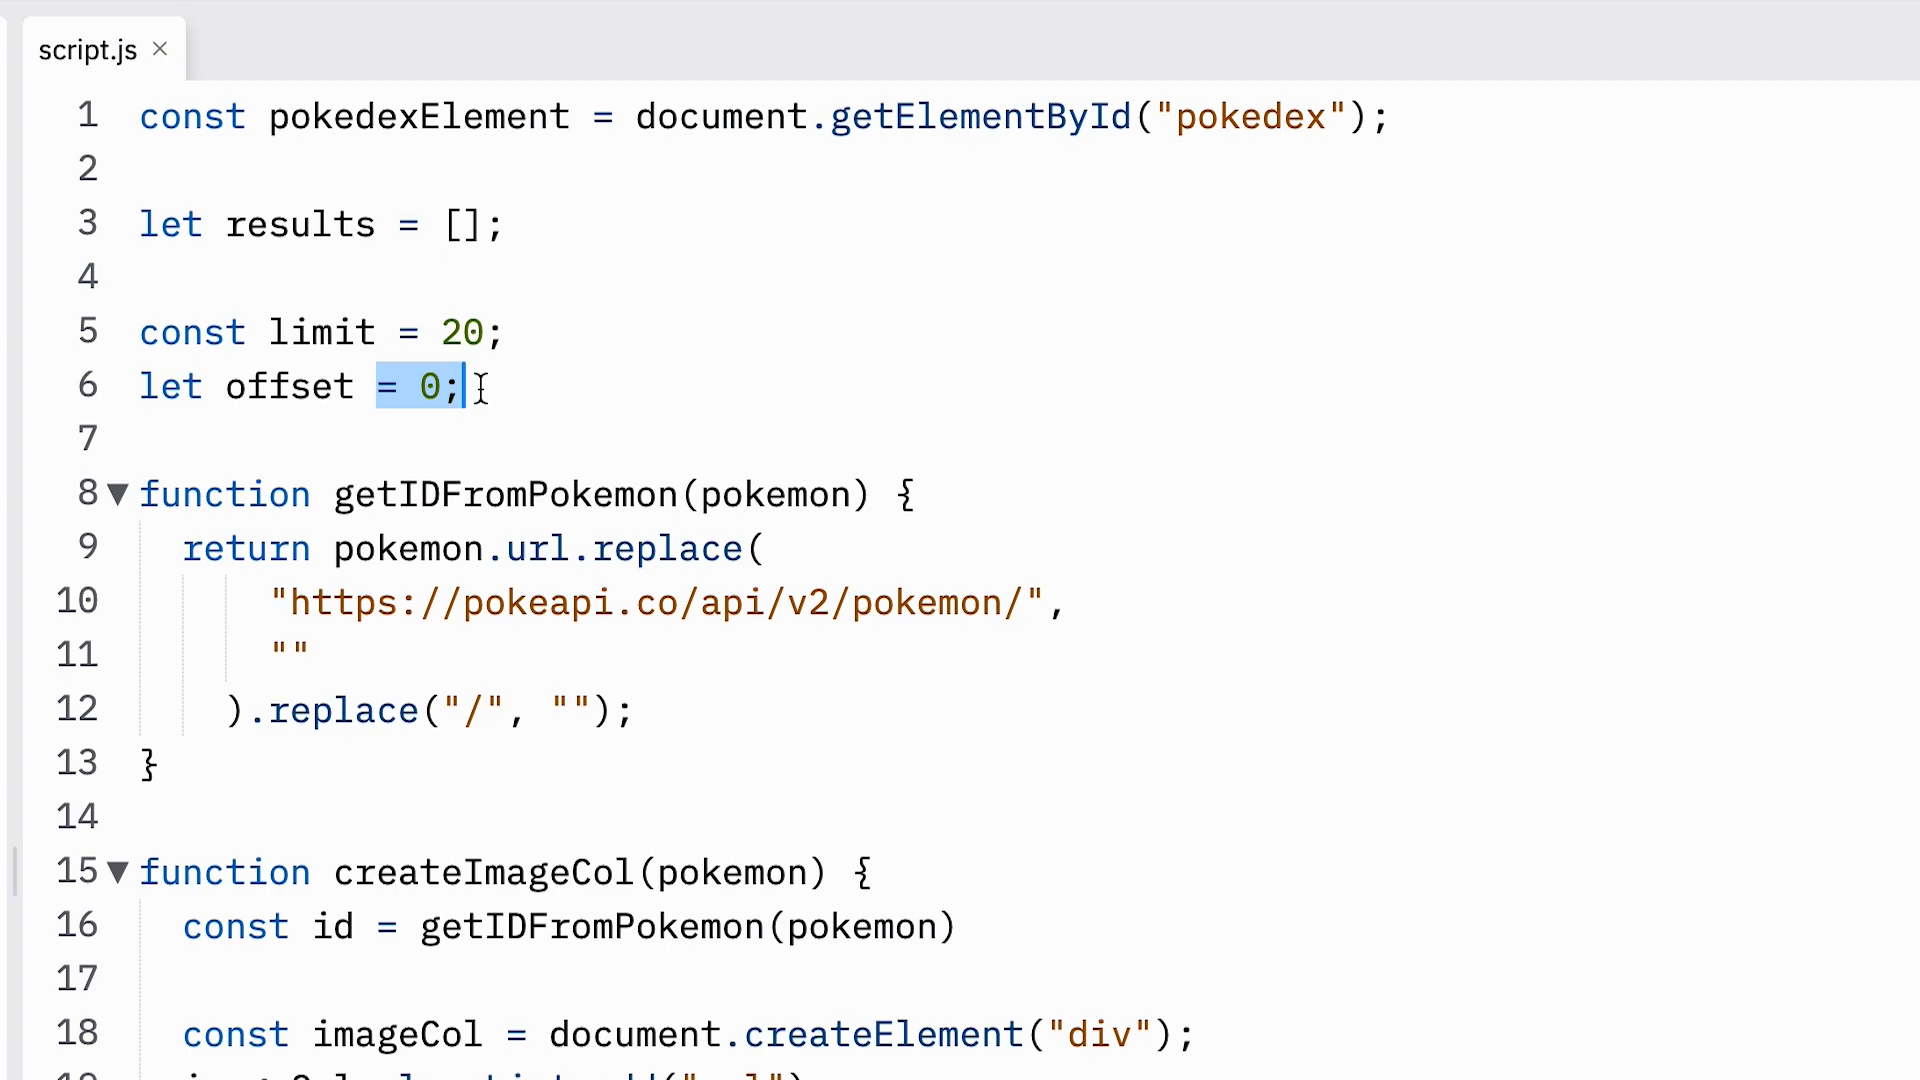 script.js ×
1 const pokedexElement = document.getElementById("pokedex");
2
3 let results = [];
4
5 const limit = 20;
6 let offset = 0;
7
8 function getIDFromPokemon(pokemon) {
9 return pokemon.url.replace(
10 "https://pokeapi.co/api/v2/pokemon/",
11 ""
12 ).replace("/", "");
13 }
14
15 function createImageCol(pokemon) {
16 const id = getIDFromPokemon(pokemon)
17
18 const imageCol = document.createElement("div");